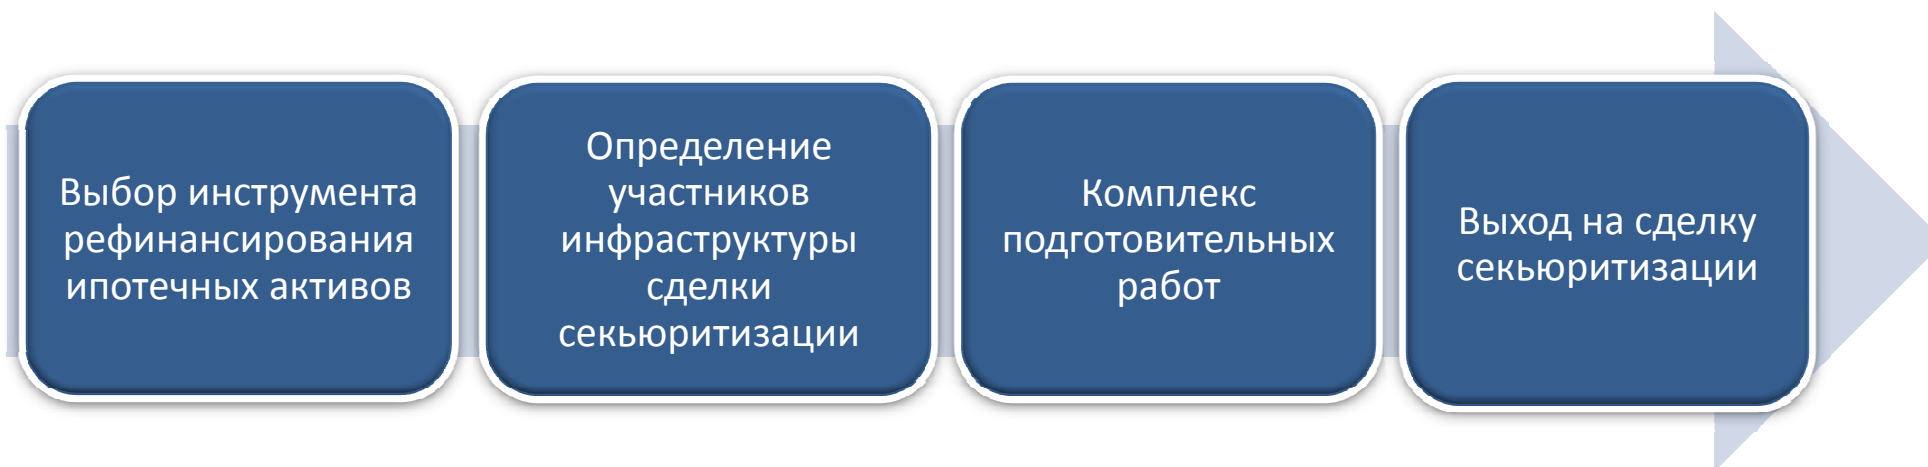 Выбор инструмента
рефинансирования
ипотечных активов
Определение
участников
инфраструктуры
сделки
секьюритизации
Комплекс
подготовительных
работ
Выход на сделку
секьюритизации